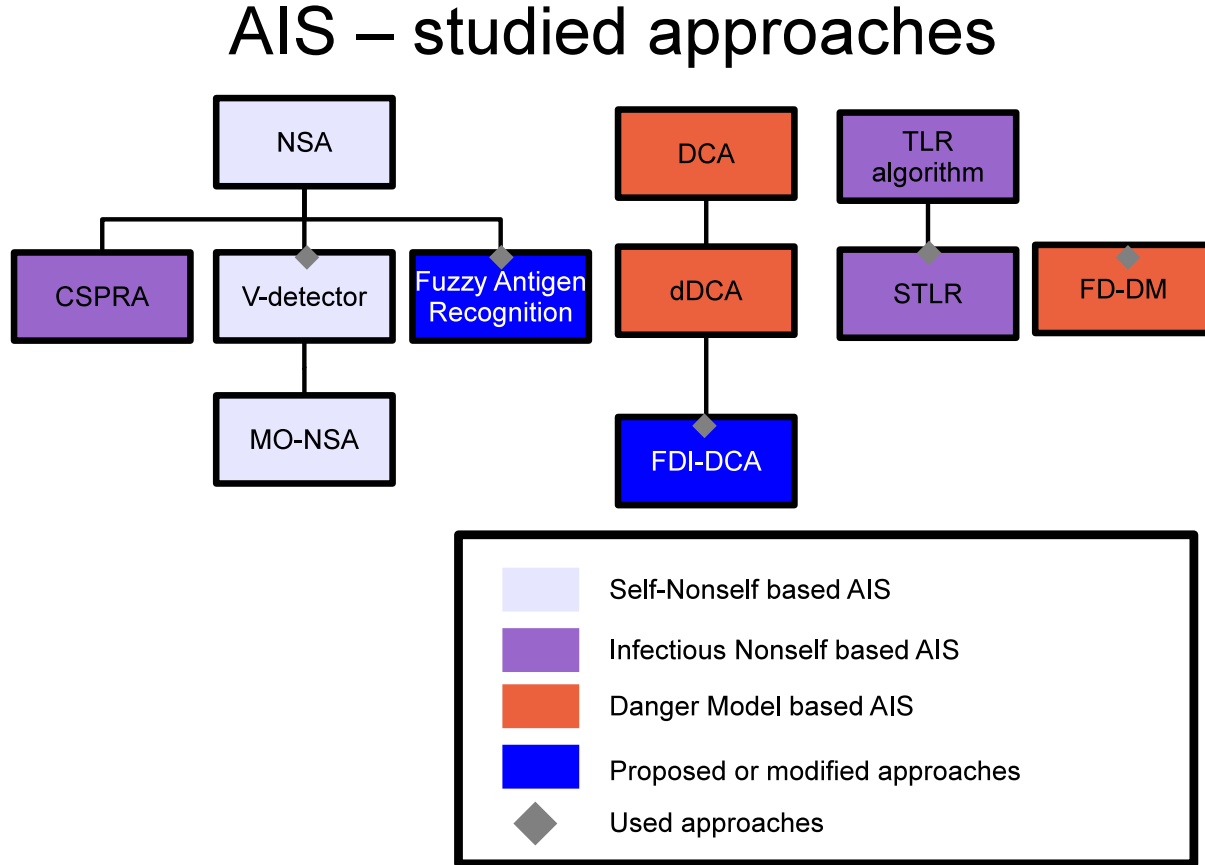 AIS – studied approaches
NSA
DCA
TLR
algorithm
CSPRA
V-detector
Fuzzy Antigen
Recognition
dDCA
STLR
FD-DM
MO-NSA
FDI-DCA
Self-Nonself based AIS
Infectious Nonself based AIS
Danger Model based AIS
Proposed or modified approaches
Used approaches